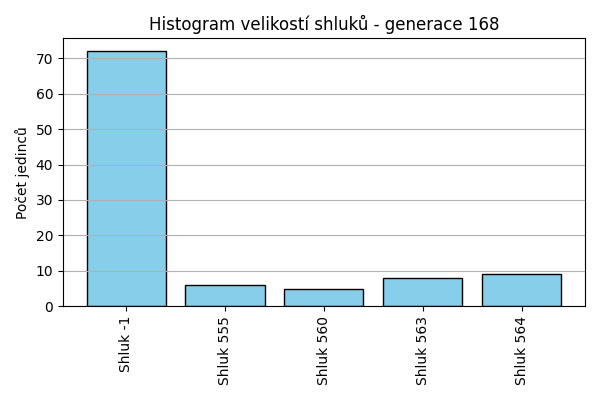 Histogram velikostí shluků - generace 168
Počet jedinců
70
60
50
40
30
20
10
0
Shluk -1
Shluk 555
Shluk 560
Shluk 563
Shluk 564